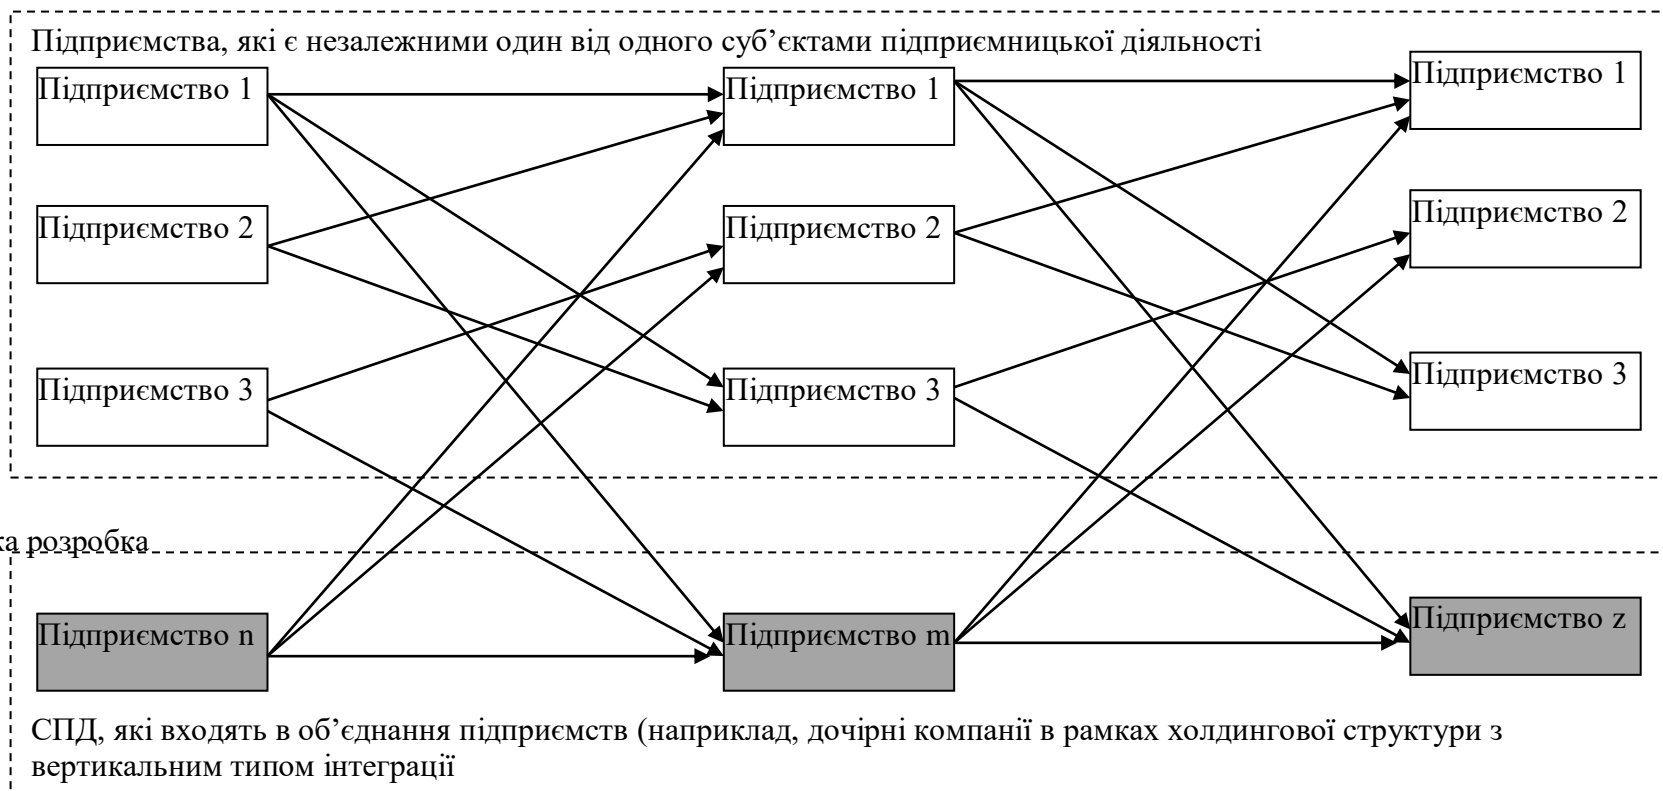 Підприємства, які є незалежними один від одного суб’єктами підприємницької діяльності
Підприємство 1
Підприємство 1
Підприємство 1
Підприємство 2
Підприємство 2
Підприємство 2
Підприємство 3
Підприємство 3
Підприємство 3
розробка
Підприємство n
Підприємство m
Підприємство z
СПД, які входять в об’єднання підприємств (наприклад, дочірні компанії в рамках холдингової структури з
вертикальним типом інтеграції